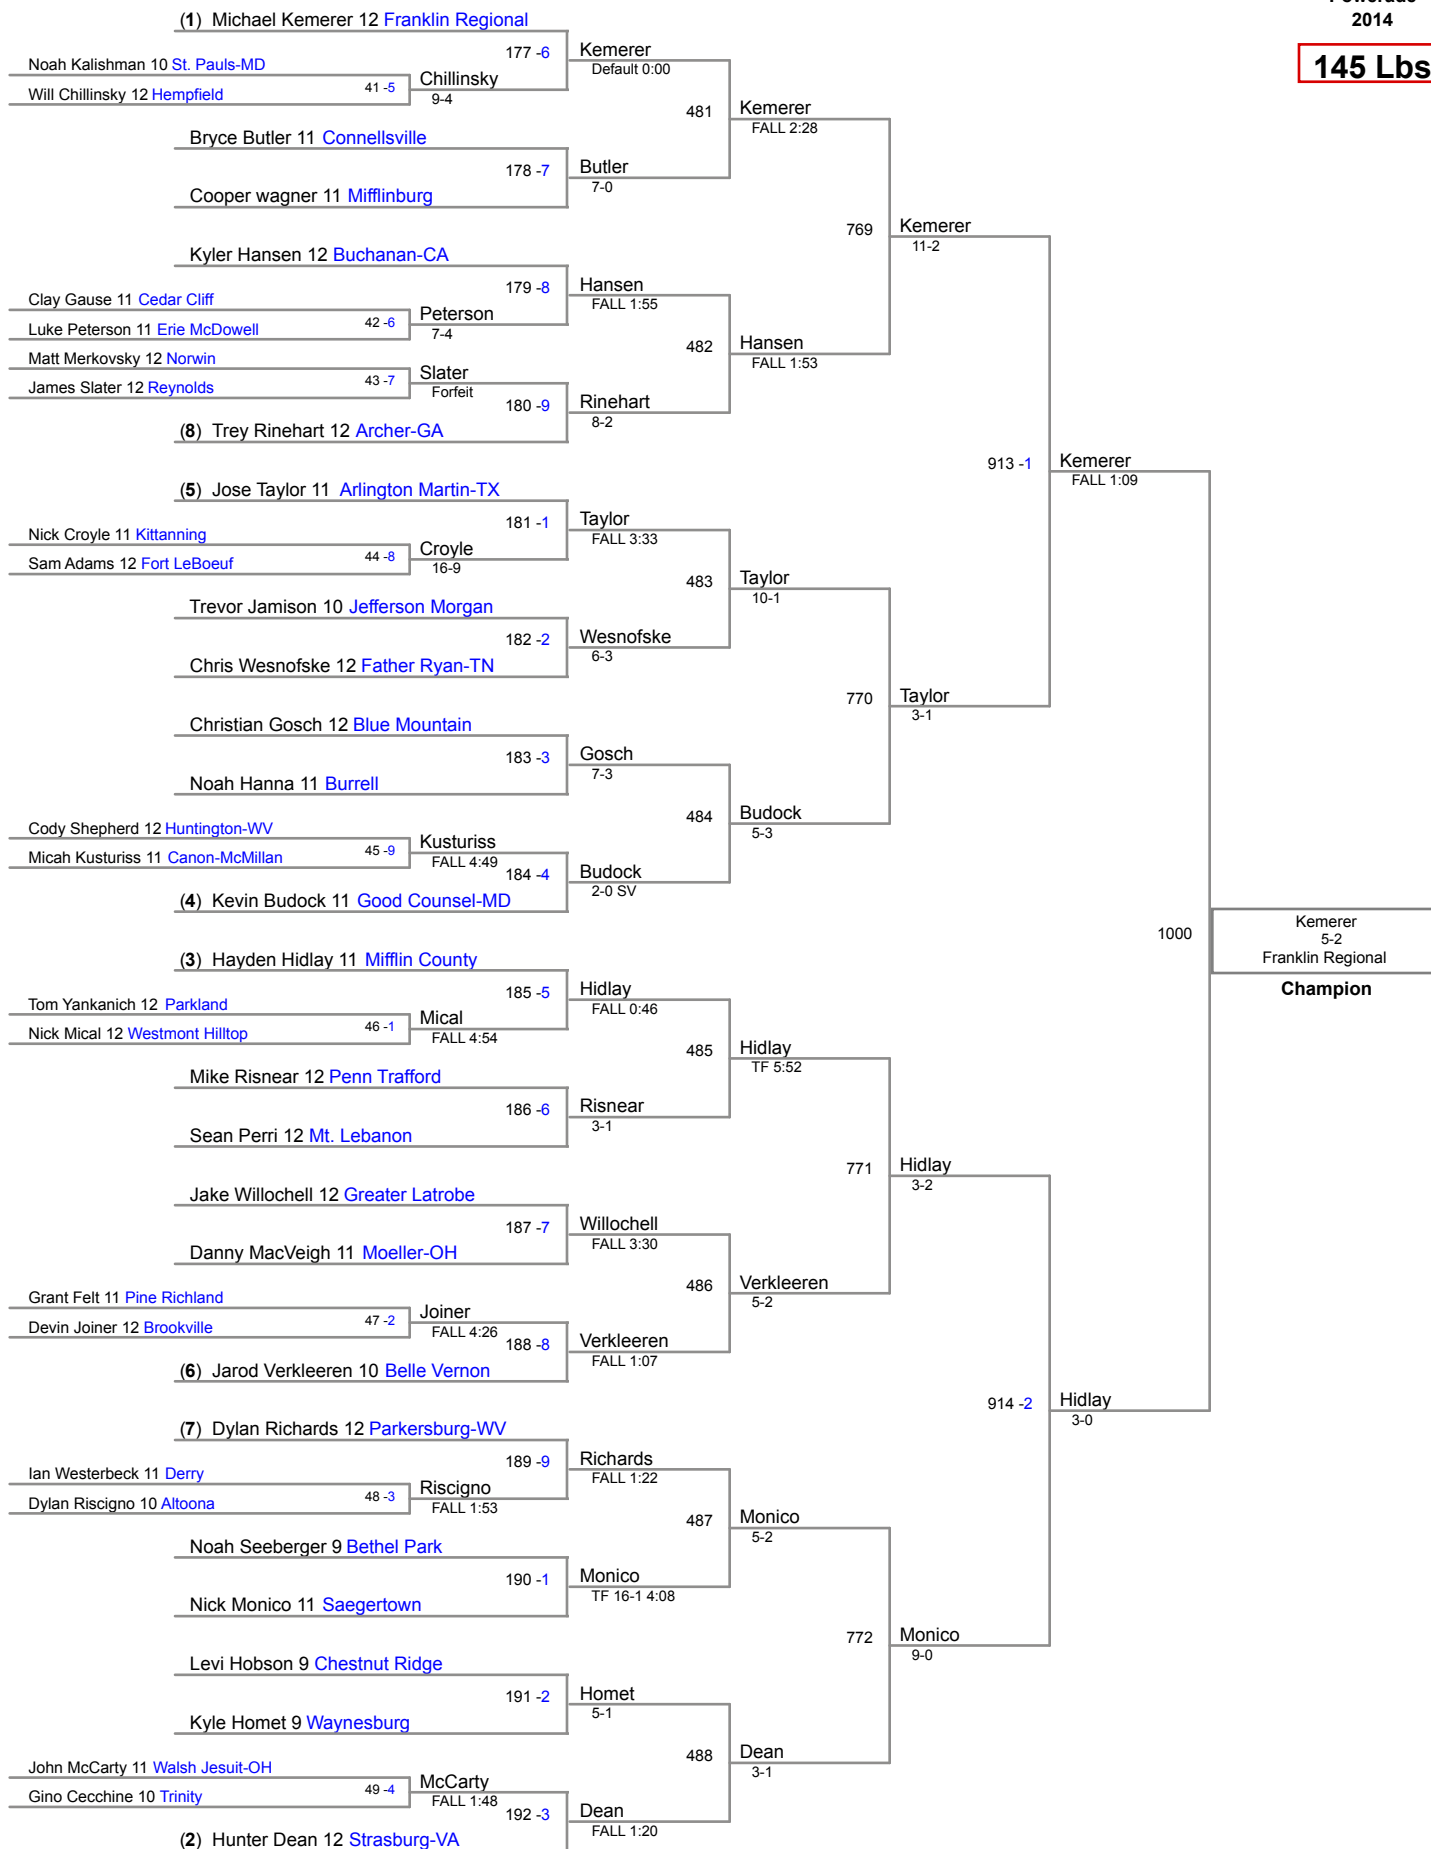 2014
145 Lbs
(1) Michael Kemerer 12 Franklin Regional
177 -6
Kemerer
Default 0:00
Noah Kalishman 10 St. Pauls-MD
Will Chillinsky 12 Hempfield
41 -5
Chillinsky
9-4
481
Kemerer
FALL 2:28
Bryce Butler 11 Connellsville
178 -7
Butler
7-0
Cooper wagner 11 Mifflinburg
769
Kemerer
11-2
Kyler Hansen 12 Buchanan-CA
179 -8
Hansen
FALL 1:55
Clay Gause 11 Cedar Cliff
Luke Peterson 11 Erie McDowell
42 -6
Peterson
7-4
482
Hansen
FALL 1:53
Matt Merkovsky 12 Norwin
James Slater 12 Reynolds
43 -7
Slater
Forfeit
180 -9
Rinehart
8-2
(8) Trey Rinehart 12 Archer-GA
913 -1
Kemerer
FALL 1:09
(5) Jose Taylor 11 Arlington Martin-TX
181 -1
Taylor
FALL 3:33
Nick Croyle 11 Kittanning
Sam Adams 12 Fort LeBoeuf
44 -8
Croyle
16-9
483
Taylor
10-1
Trevor Jamison 10 Jefferson Morgan
182 -2
Wesnofske
6-3
Chris Wesnofske 12 Father Ryan-TN
770
Taylor
3-1
Christian Gosch 12 Blue Mountain
183 -3
Gosch
7-3
Noah Hanna 11 Burrell
484
Budock
5-3
Cody Shepherd 12 Huntington-WV
Micah Kusturiss 11 Canon-McMillan
45 -9
Kusturiss
FALL 4:49
184 -4
Budock
2-0 SV
(4) Kevin Budock 11 Good Counsel-MD
1000
Kemerer
5-2
Franklin Regional
Champion
(3) Hayden Hidlay 11 Mifflin County
185 -5
Hidlay
FALL 0:46
Tom Yankanich 12 Parkland
Nick Mical 12 Westmont Hilltop
46 -1
Mical
FALL 4:54
485
Hidlay
TF 5:52
Mike Risnear 12 Penn Trafford
186 -6
Risnear
3-1
Sean Perri 12 Mt. Lebanon
771
Hidlay
3-2
Jake Willochell 12 Greater Latrobe
187 -7
Willochell
FALL 3:30
Danny MacVeigh 11 Moeller-OH
486
Verkleeren
5-2
Grant Felt 11 Pine Richland
Devin Joiner 12 Brookville
47 -2
Joiner
FALL 4:26
188 -8
Verkleeren
FALL 1:07
(6) Jarod Verkleeren 10 Belle Vernon
914 -2
Hidlay
3-0
(7) Dylan Richards 12 Parkersburg-WV
189 -9
Richards
FALL 1:22
Ian Westerbeck 11 Derry
Dylan Riscigno 10 Altoona
48 -3
Riscigno
FALL 1:53
487
Monico
5-2
Noah Seeberger 9 Bethel Park
190 -1
Monico
TF 16-1 4:08
Nick Monico 11 Saegertown
772
Monico
9-0
Levi Hobson 9 Chestnut Ridge
191 -2
Homet
5-1
Kyle Homet 9 Waynesburg
488
Dean
3-1
John McCarty 11 Walsh Jesuit-OH
Gino Cecchine 10 Trinity
49 -4
McCarty
FALL 1:48
192 -3
Dean
FALL 1:20
(2) Hunter Dean 12 Strasburg-VA